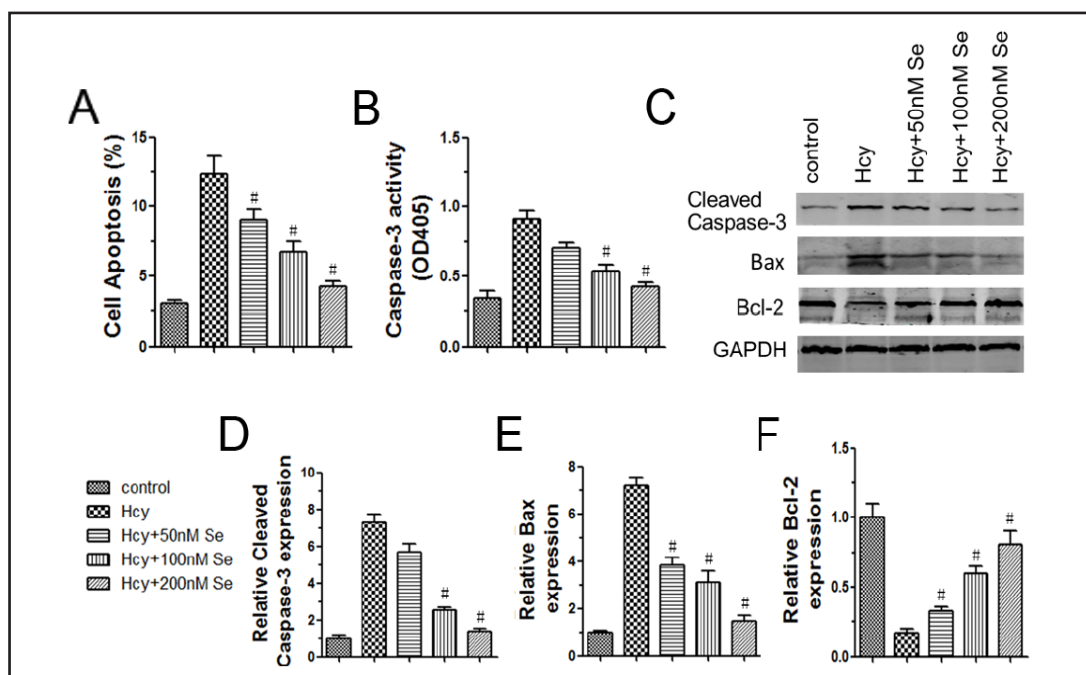 A
Cell Apoptosis (%)
15
10
5
0
#
#
#
B
Caspase-3 activity
(OD405)
1.5
1.0
0.5
0.0
#
#
C
control
Hcy
Hcy+50nM Se
Hcy+100nM Se
Hcy+200nM Se
Cleaved
Caspase-3
Bax
Bcl-2
GAPDH
control
Hcy
Hcy+50nM Se
Hcy+100nM Se
Hcy+200nM Se
D
Relative Cleaved
Caspase-3 expression
10
8
6
4
2
0
#
#
E
Relative Bax
expression
8
6
4
2
0
#
#
#
F
Relative Bcl-2
expression
1.5
1.0
0.5
0.0
#
#
#